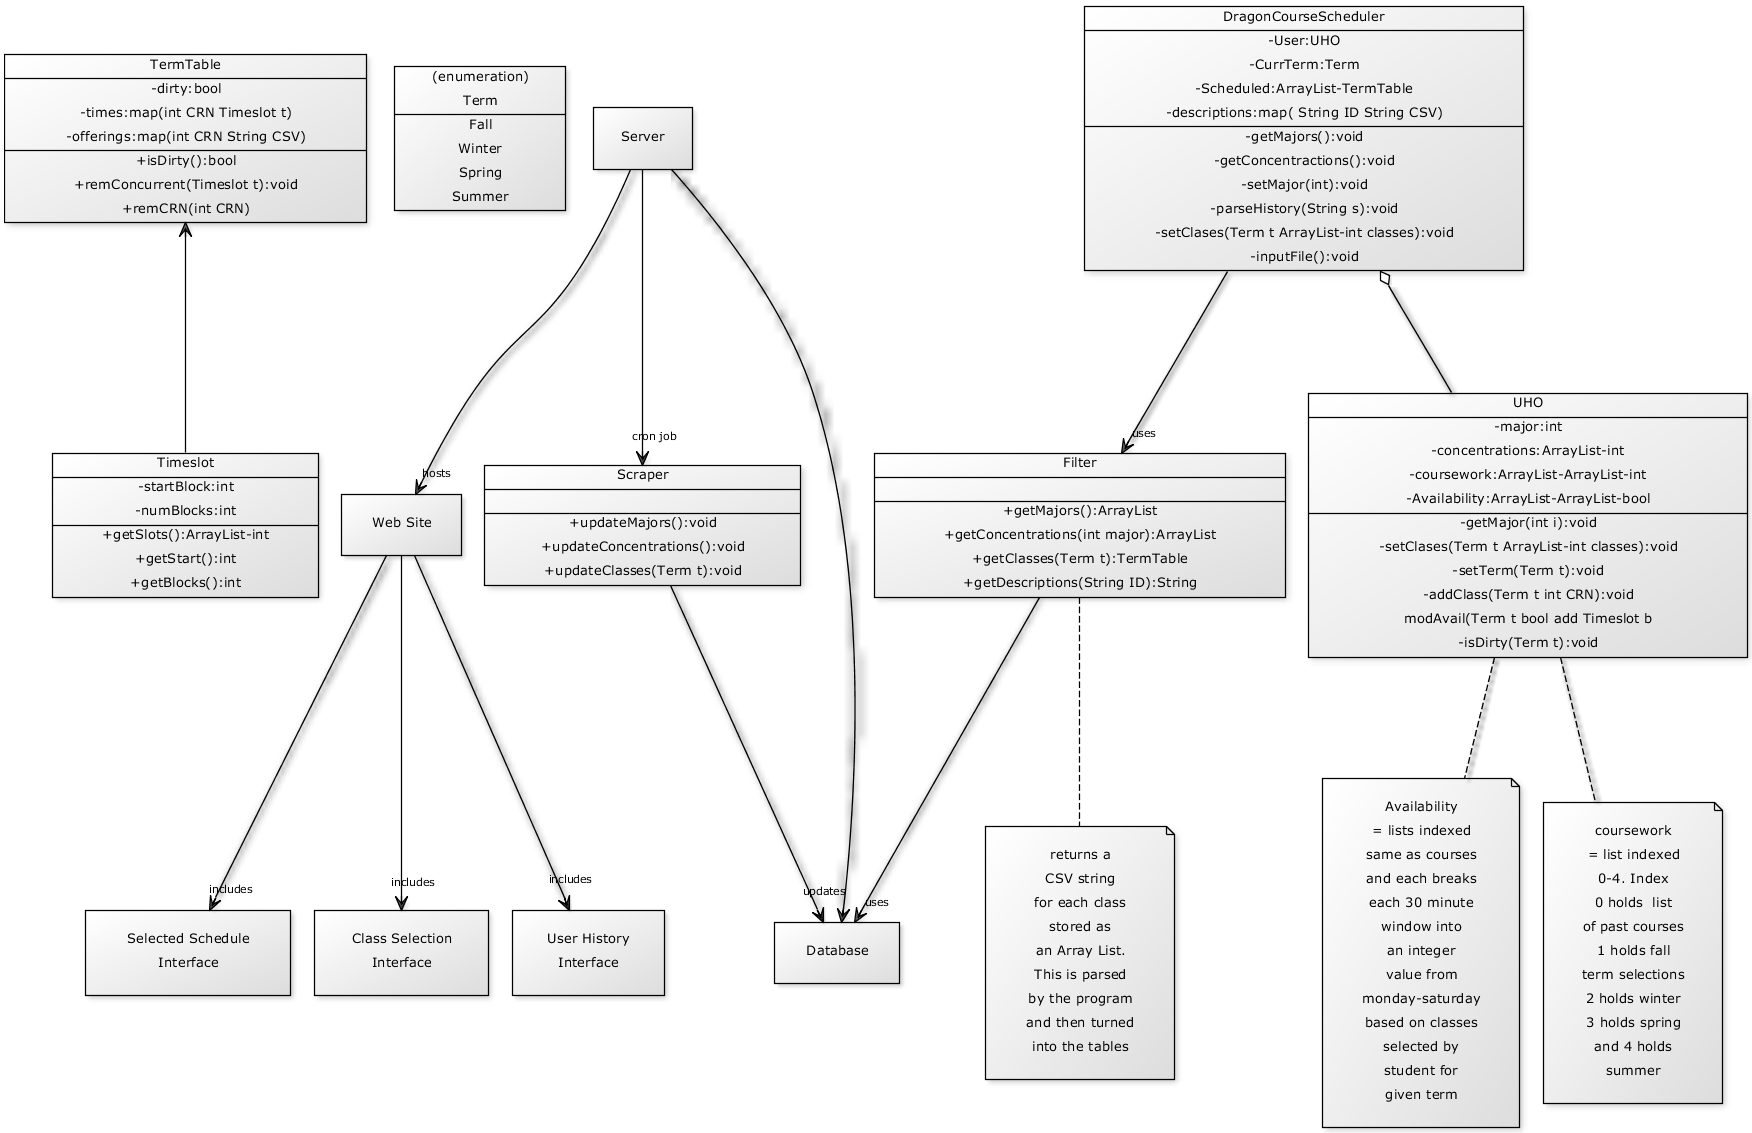 TermTable
-dirty:bool
-times:map(int CRN Timeslot t)
-offerings:map(int CRN String CSV)
+isDirty():bool
+remConcurrent(Timeslot t):void
+remCRN(int CRN)
(enumeration)
Term
Fall
Winter
Spring
Summer
Server
DragonCourseScheduler
-User:UHO
-CurrTerm:Term
-Scheduled:ArrayList-TermTable
-descriptions:map( String ID String CSV)
-getMajors():void
-getConcentractions():void
-setMajor(int):void
-parseHistory(String s):void
-setClases(Term t ArrayList-int classes):void
-inputFile():void
hosts
cron job
uses
Timeslot
-startBlock:int
-numBlocks:int
+getSlots():ArrayList-int
+getStart():int
+getBlocks():int
Web Site
Scraper
+updateMajors():void
+updateConcentrations():void
+updateClasses(Term t):void
Filter
+getMajors():ArrayList
+getConcentrations(int major):ArrayList
+getClasses(Term t):TermTable
+getDescriptions(String ID):String
UHO
-major:int
-concentrations:ArrayList-int
-coursework:ArrayList-ArrayList-int
-Availability:ArrayList-ArrayList-bool
-getMajor(int i):void
-setClases(Term t ArrayList-int classes):void
-setTerm(Term t):void
-addClass(Term t int CRN):void
modAvail(Term t bool add Timeslot b
-isDirty(Term t):void
includes
includes
includes
updates
uses
Selected Schedule
Interface
Class Selection
Interface
User History
Interface
Database
returns a
CSV string
for each class
stored as
an Array List.
This is parsed
by the program
and then turned
into the tables
Availability
= lists indexed
same as courses
and each breaks
each 30 minute
window into
an integer
value from
monday-saturday
based on classes
selected by
student for
given term
coursework
= list indexed
0-4. Index
0 holds  list
of past courses
1 holds fall
term selections
2 holds winter
3 holds spring
and 4 holds
summer